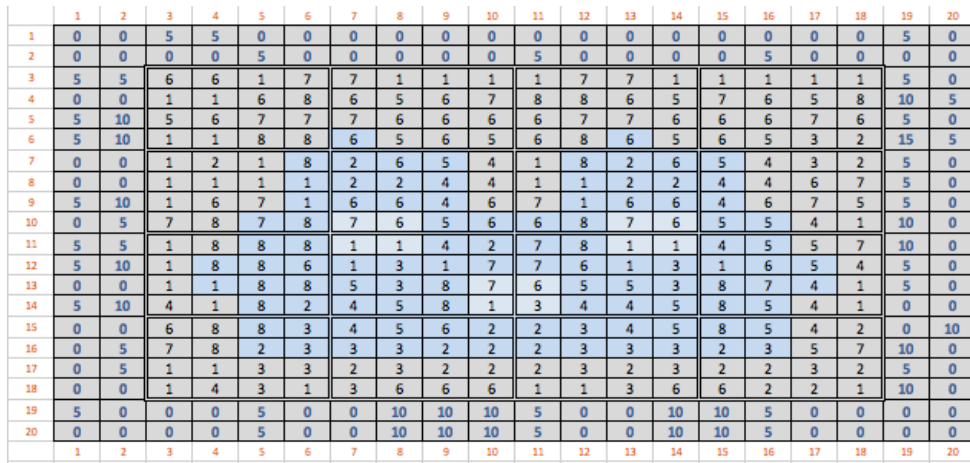 1 2 3 4 5 6 7 8 9 10 11 12 13 14 15 16 17 18 19 20
1 0 0 5 5 0 0 0 0 0 0 0 0 0 0 0 0 0 0 5 0
2 0 0 0 0 5 0 0 0 0 0 5 0 0 0 0 5 0 0 0 0
3 5 5 6 6 1 7 7 1 1 1 1 7 7 1 1 1 1 1 5 0
4 0 0 1 1 6 8 6 5 6 7 8 8 6 5 7 6 5 8 10 5
5 5 10 5 6 7 7 7 6 6 6 6 7 7 6 6 6 7 6 5 0
6 5 10 1 1 8 8 6 5 6 5 6 8 6 5 6 5 3 2 15 5
7 0 0 1 2 1 8 2 6 5 4 1 8 2 6 5 4 3 2 5 0
8 0 0 1 1 1 1 2 2 4 4 1 1 2 2 4 4 6 7 5 0
9 5 10 1 6 7 1 6 6 4 6 7 1 6 6 4 6 7 5 5 0
10 0 5 7 8 7 8 7 6 5 6 6 8 7 6 5 5 4 1 10 0
11 5 5 1 8 8 8 1 1 4 2 7 8 1 1 4 5 5 7 10 0
12 5 10 1 8 8 6 1 3 1 7 7 6 1 3 1 6 5 4 5 0
13 0 0 1 1 8 8 5 3 8 7 6 5 5 3 8 7 4 1 5 0
14 5 10 4 1 8 2 4 5 8 1 3 4 4 5 8 5 4 1 0 0
15 0 0 6 8 8 3 4 5 6 2 2 3 4 5 8 5 4 2 0 10
16 0 5 7 8 2 3 3 3 2 2 2 3 3 3 2 3 5 7 10 0
17 0 5 1 1 3 3 2 3 2 2 2 3 2 3 2 2 3 2 5 0
18 0 0 1 4 3 1 3 6 6 6 1 1 3 6 6 2 2 1 10 0
19 5 0 0 0 5 0 0 10 10 10 5 0 0 10 10 5 0 0 0 0
20 0 0 0 0 5 0 0 10 10 10 5 0 0 10 10 5 0 0 0 0
1 2 3 4 5 6 7 8 9 10 11 12 13 14 15 16 17 18 19 20